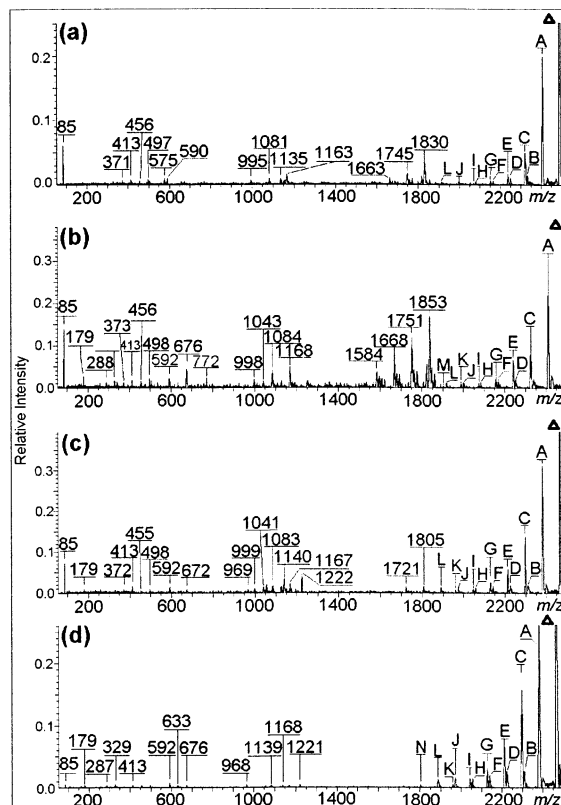 (a)
A
0.2
C
456
85
413 497
590
1081
1830
1163
E
B
0.1
371
575
995
1135
1663
1745
L
J
I
H
G
F
D
0.0
200 600 1000 1400 1800 2200 m/z
(b)
A
0.3
85
456
1043
1853
C
373
1751
0.2
179
413
498
676
1084
1668
E
288
592
772
998
1168
1584
M
L
K
J
I
H
G
F
D
0.1
0.0
200 600 1000 1400 1800 2200 m/z
Relative Intensity
(c)
A
0.3
C
0.2
455
1041
85
413
1083
1805
999
1140
1167
L
I
G
E
0.1
179
372
498
592
672
969
1222
1721
K
J
H
F
D
B
0.0
200 600 1000 1400 1800 2200 m/z
(d)
A
0.2
C
633
1168
179
329
E
0.1
592
676
1139
1221
N
L
J
G
D
85
287
413
968
K
I
H
F
B
0.0
200 600 1000 1400 1800 2200 m/z